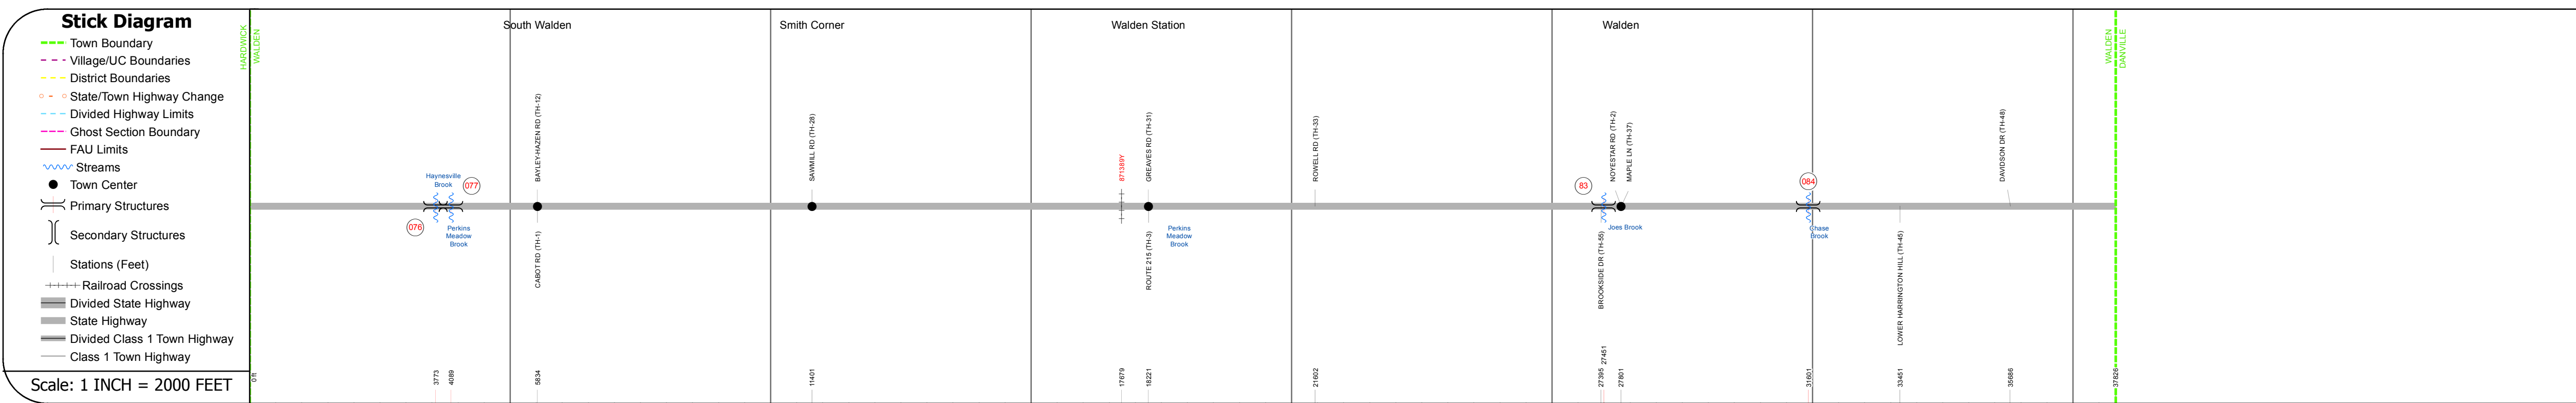 Stick Diagram
Town Boundary
Village/UC Boundaries
District Boundaries
State/Town Highway Change
Divided Highway Limits
Ghost Section Boundary
FAU Limits
Streams
Town Center
Primary Structures
Secondary Structures
Stations (Feet)
Railroad Crossings
Divided State Highway
State Highway
Divided Class 1 Town Highway
Class 1 Town Highway
Scale: 1 INCH = 2000 FEET
HARDWICK
WALDEN
South Walden
Smith Corner
Walden Station
Walden
WALDEN
DANVILLE
BAYLEY-HAZEN RD (TH-12)
SAWMILL RD (TH-28)
871389Y
GREAVES RD (TH-31)
ROWELL RD (TH-33)
NOYESTAR RD (TH-2)
MAPLE LN (TH-37)
DAVIDSON DR (TH-48)
Haynesville
Brook
077
076
Perkins
Meadow
Brook
Perkins
Meadow
Brook
83
Joes Brook
084
Chase
Brook
CABOT RD (TH-1)
ROUTE 215 (TH-3)
BROOKSIDE DR (TH-55)
LOWER HARRINGTON HILL (TH-45)
0 ft
3773
4089
5834
11401
17679
18221
21602
27395
27451
27801
31601
33451
35686
37826